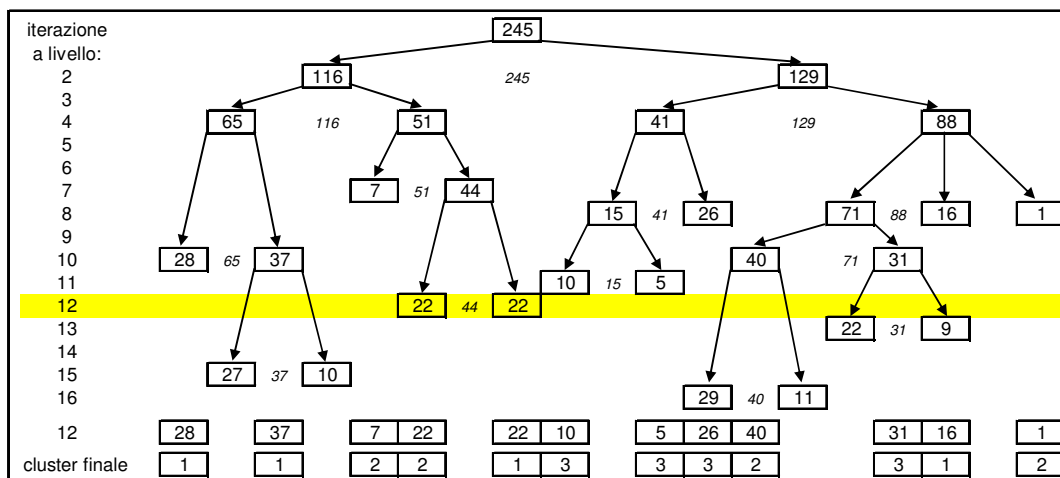 iterazione 245
a livello:
2 116 245 129
3
4 65 116 51 41 129 88
5
6
7 7 51 44
8 15 41 26 71 88 16 1
9
10 28 65 37 40 71 31
11 10 15 5
12 22 44 22
13 22 31 9
14
15 27 37 10
16 29 40 11
12 28 37 7 22 22 10 5 26 40 31 16 1
cluster finale 1 1 2 2 1 3 3 3 2 3 1 2